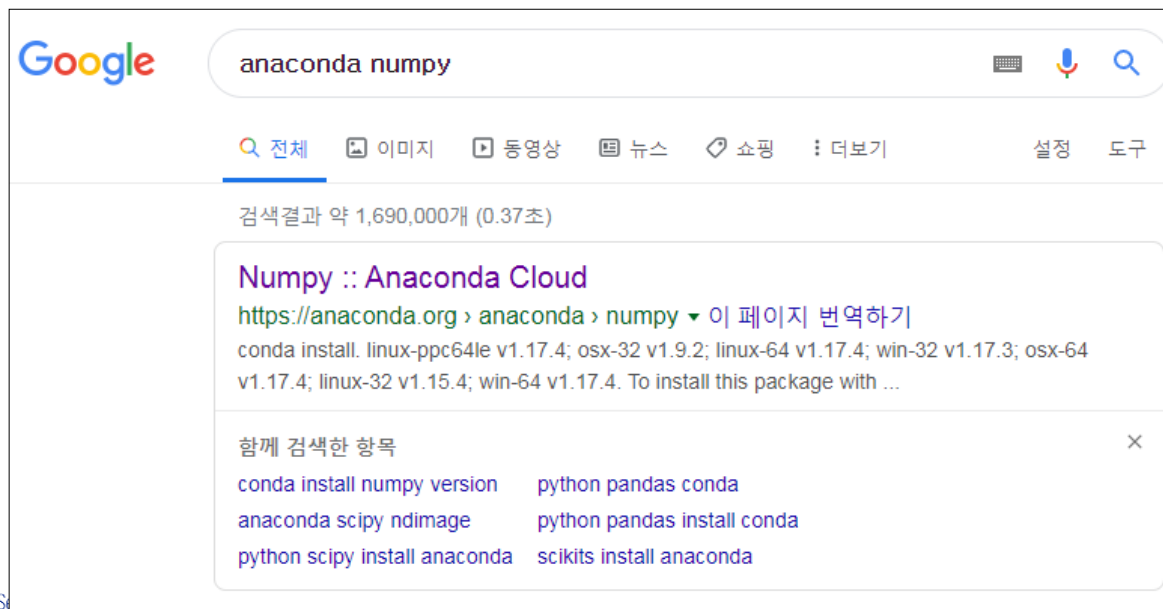 Google
anaconda numpy
전체 이미지 동영상 뉴스 쇼핑 더보기 설정 도구
검색결과 약 1,690,000개 (0.37초)
Numpy :: Anaconda Cloud
https://anaconda.org › anaconda › numpy ▾ 이 페이지 번역하기
conda install. linux-ppc64le v1.17.4; osx-32 v1.9.2; linux-64 v1.17.4; win-32 v1.17.3; osx-64
v1.17.4; linux-32 v1.15.4; win-64 v1.17.4. To install this package with ...
함께 검색한 항목
conda install numpy version python pandas conda
anaconda scipy ndimage python pandas install conda
python scipy install anaconda scikits install anaconda